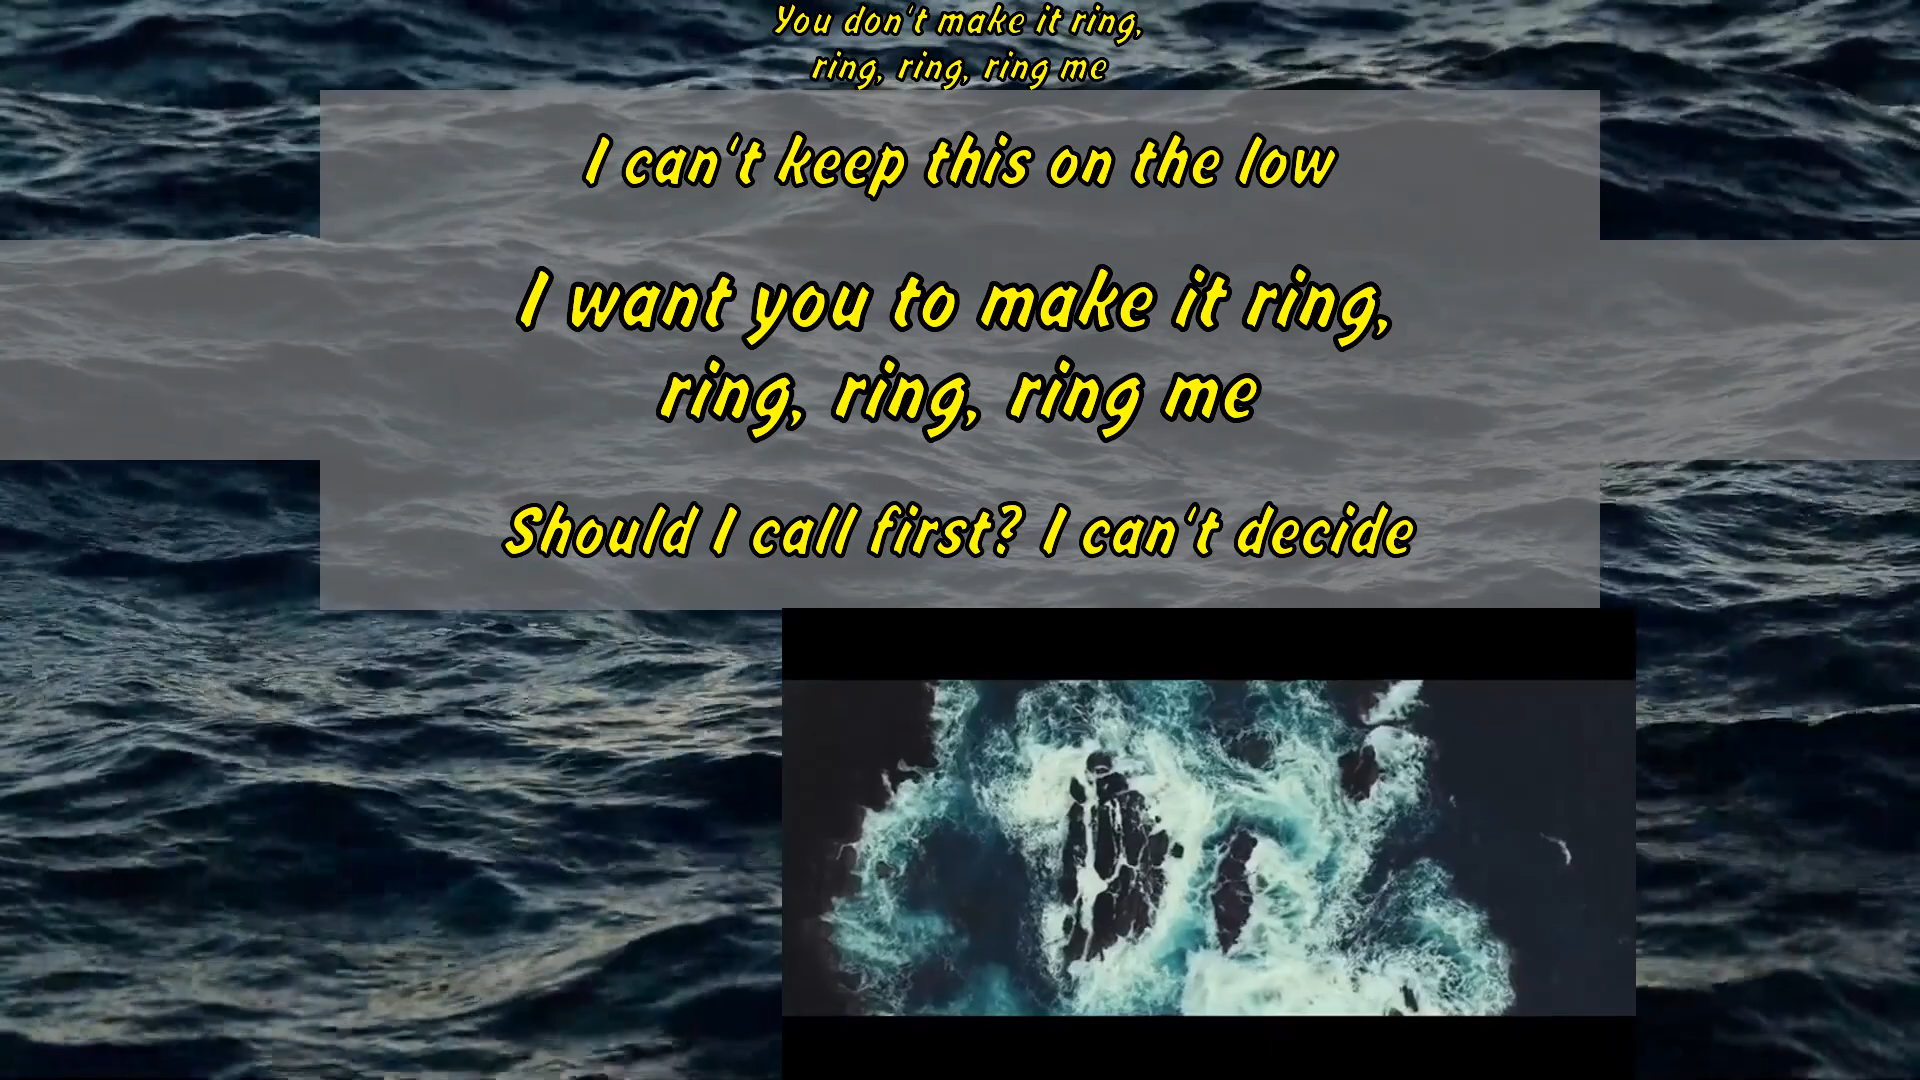 You don't make it ring,
ring, ring, ring me
I can't keep this on the low
I want you to make it ring,
ring, ring, ring me
Should I call first? I can't decide